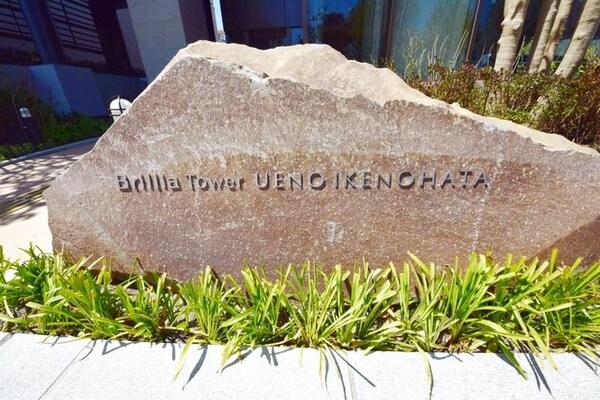 Brillia Tower UENO IKENOHATA